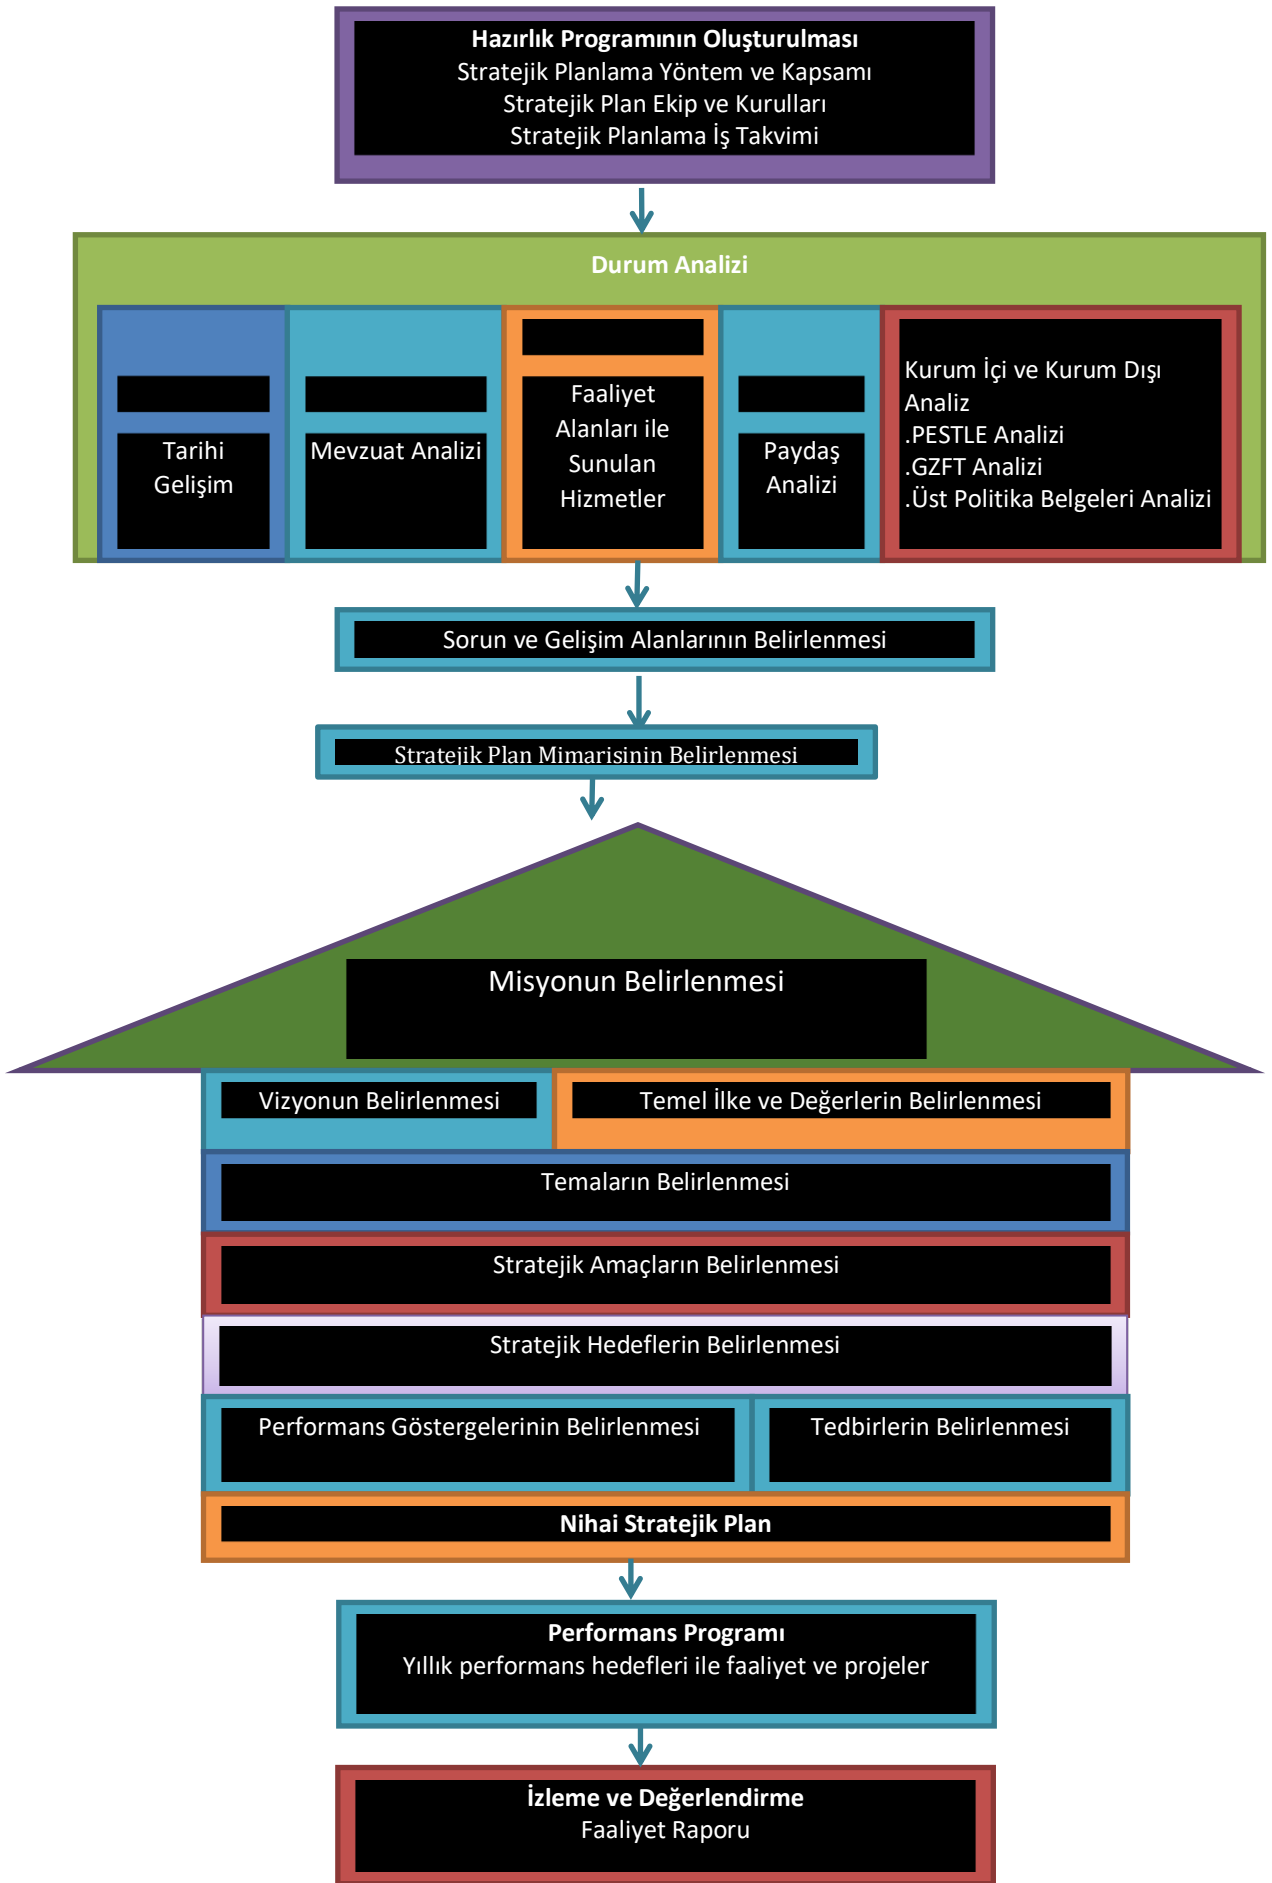 Hazırlık Programının Oluşturulması
Stratejik Planlama Yöntem ve Kapsamı
Stratejik Plan Ekip ve Kurulları
Stratejik Planlama İş Takvimi
Durum Analizi
Tarihi
Gelişim
Mevzuat Analizi
Faaliyet
Alanları ile
Sunulan
Hizmetler
Paydaş
Analizi
Kurum İçi ve Kurum Dışı
Analiz
.PESTLE Analizi
.GZFT Analizi
.Üst Politika Belgeleri Analizi
Sorun ve Gelişim Alanlarının Belirlenmesi
Stratejik Plan Mimarisinin Belirlenmesi
Misyonun Belirlenmesi
Vizyonun Belirlenmesi
Temel İlke ve Değerlerin Belirlenmesi
Temaların Belirlenmesi
Stratejik Amaçların Belirlenmesi
Stratejik Hedeflerin Belirlenmesi
Performans Göstergelerinin Belirlenmesi
Tedbirlerin Belirlenmesi
Nihai Stratejik Plan
Performans Programı
Yıllık performans hedefleri ile faaliyet ve projeler
İzleme ve Değerlendirme
Faaliyet Raporu